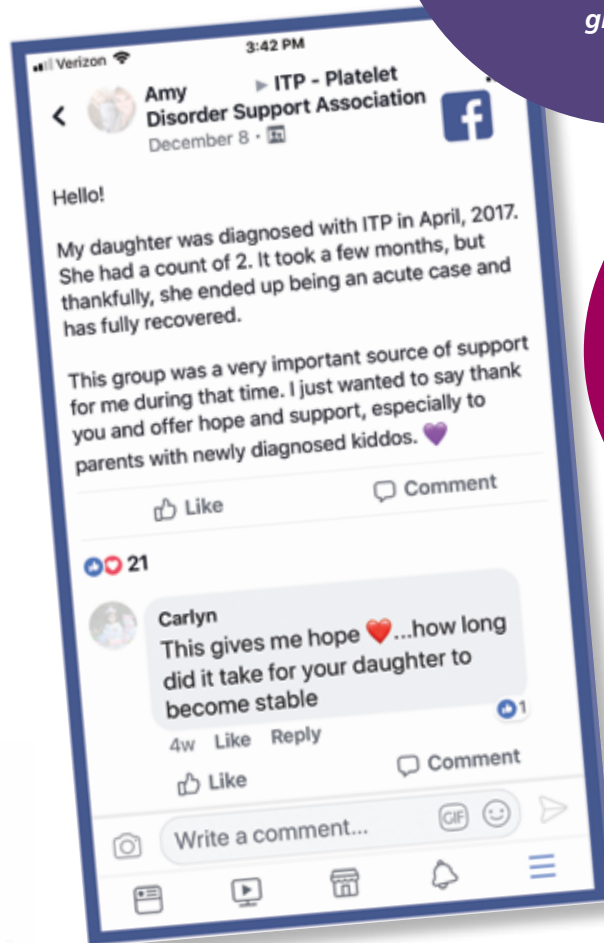 gr
Verizon
3:42 PM
Amy ▸ ITP - Platelet
Disorder Support Association
December 8 ·
Hello!
My daughter was diagnosed with ITP in April, 2017.
She had a count of 2. It took a few months, but
thankfully, she ended up being an acute case and
has fully recovered.
This group was a very important source of support
for me during that time. I just wanted to say thank
you and offer hope and support, especially to
parents with newly diagnosed kiddos. 💜
Like
Comment
21
Carlyn
This gives me hope ❤️...how long
did it take for your daughter to
become stable
1
4w Like Reply
Like
Comment
Write a comment...
GIF